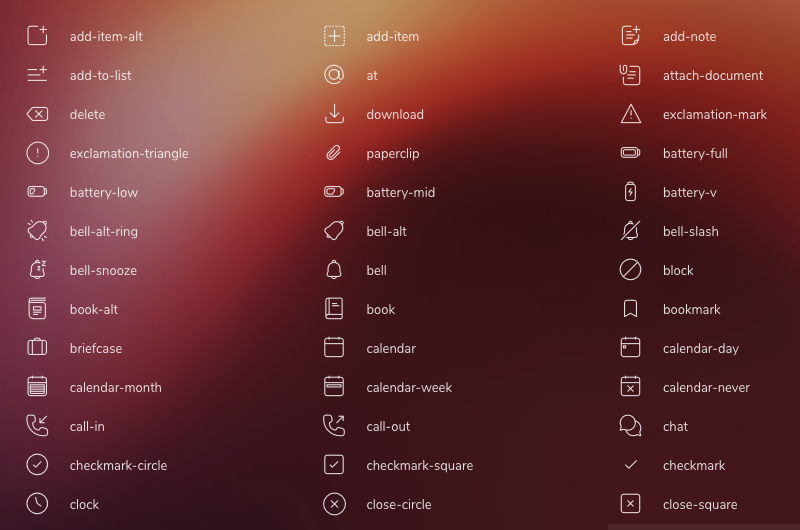 add-item-alt add-item add-note
add-to-list at attach-document
delete download exclamation-mark
exclamation-triangle paperclip battery-full
battery-low battery-mid battery-v
bell-alt-ring bell-alt bell-slash
bell-snooze bell block
book-alt book bookmark
briefcase calendar calendar-day
calendar-month calendar-week calendar-never
call-in call-out chat
checkmark-circle checkmark-square checkmark
clock close-circle close-square